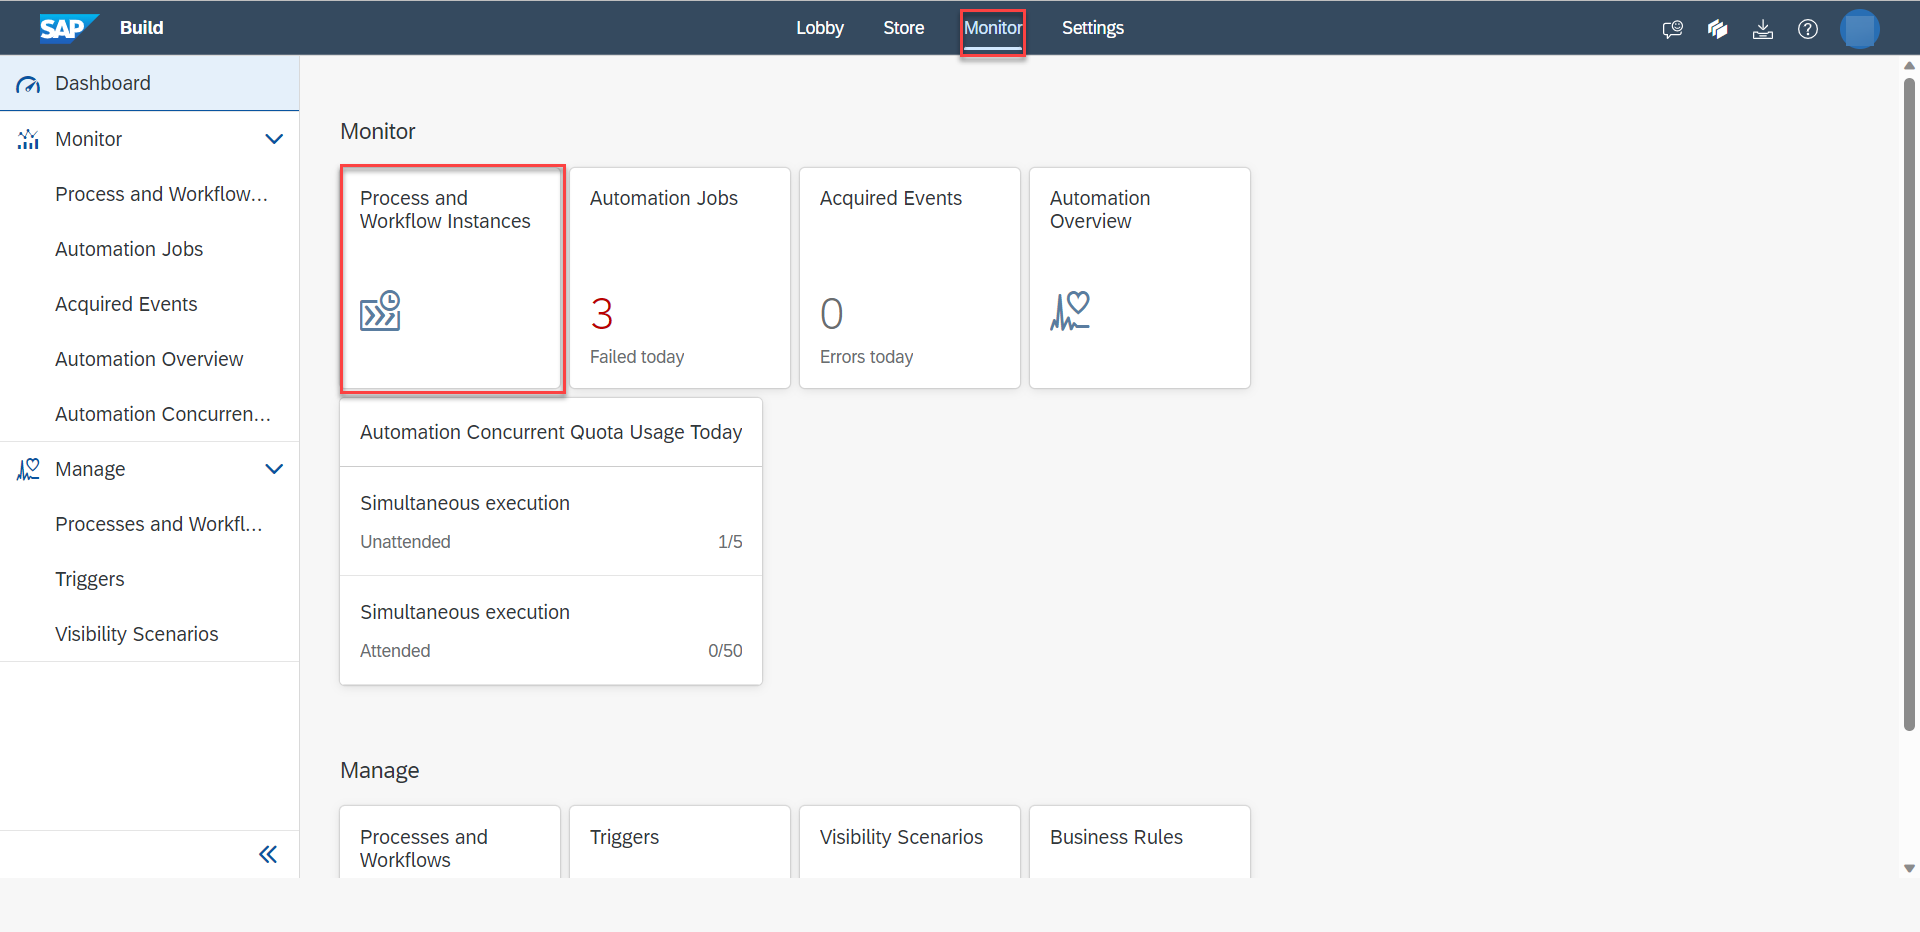 SAP Build Lobby Store Monitor Settings
Dashboard
Monitor
Process and Workflow...
Automation Jobs
Acquired Events
Automation Overview
Automation Concurren...
Manage
Processes and Workfl...
Triggers
Visibility Scenarios
Monitor
Process and
Workflow Instances
Automation Jobs
3
Failed today
Acquired Events
0
Errors today
Automation
Overview
Automation Concurrent Quota Usage Today
Simultaneous execution
Unattended 1/5
Simultaneous execution
Attended 0/50
Manage
Processes and
Workflows
Triggers
Visibility Scenarios
Business Rules